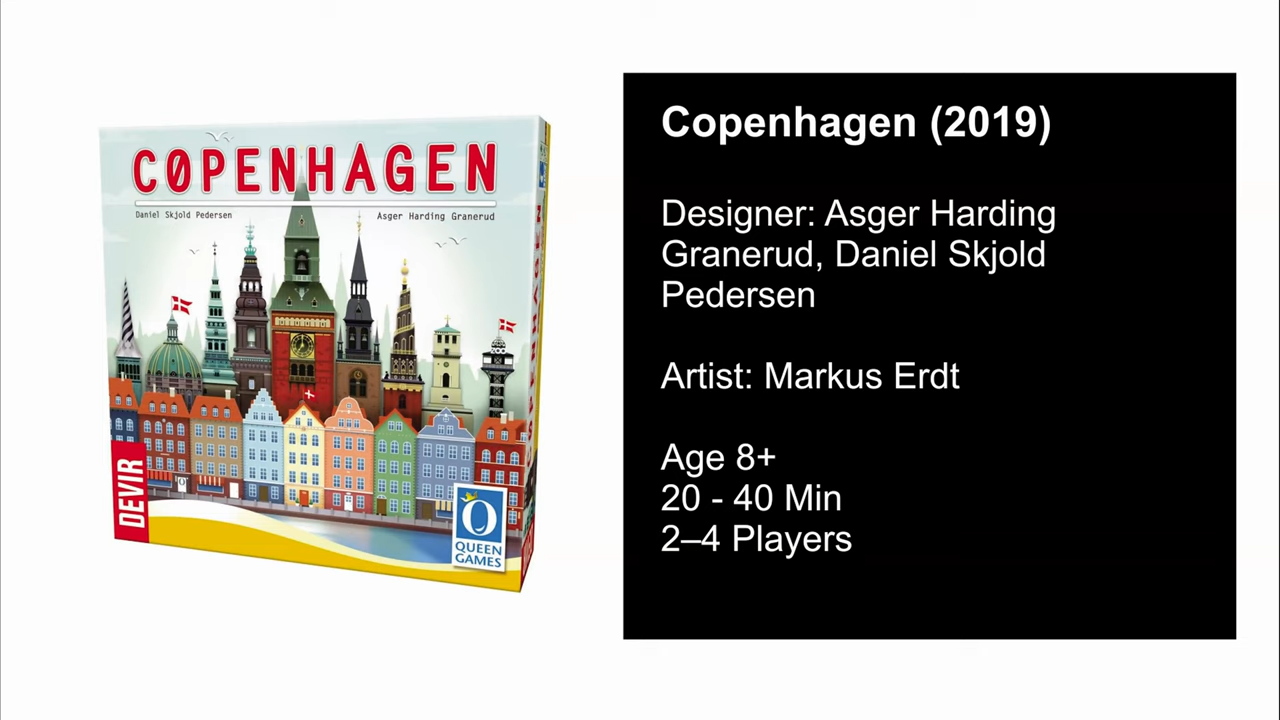 CØPENHAGEN
Daniel Skjold Pedersen
Asger Harding Granerud
DEVIR
QUEEN
GAMES
Copenhagen (2019)
Designer: Asger Harding
Granerud, Daniel Skjold
Pedersen
Artist: Markus Erdt
Age 8+
20 - 40 Min
2–4 Players